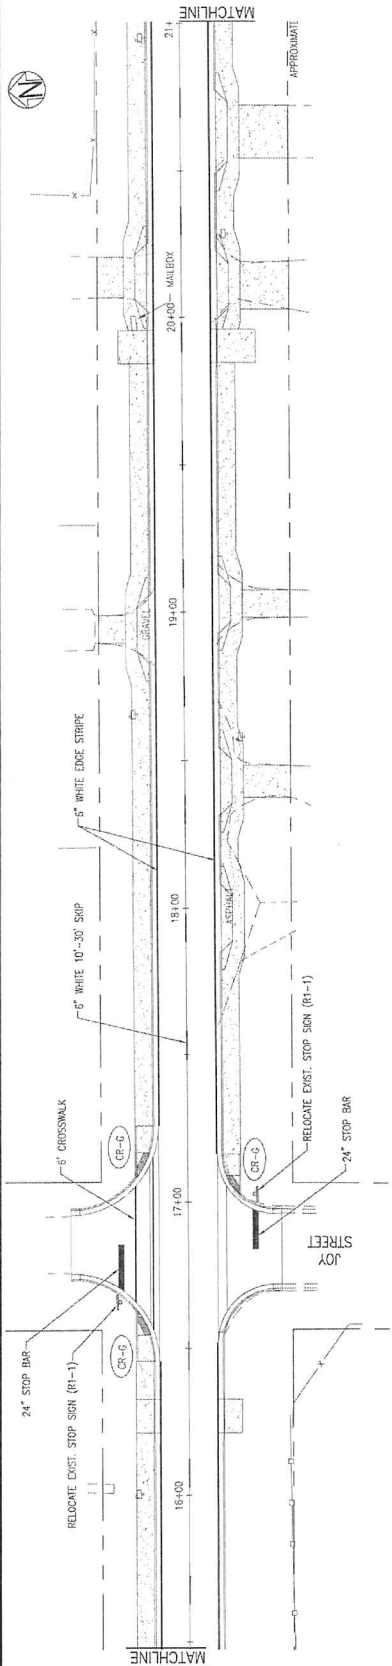 N
MATCHLINE
21+
APPROXIMATE
20+00
MAILBOX
19+00
GRAVEL
6" WHITE EDGE STRIPE
18+00
ASPHALT
6" WHITE 10'-30' SKIP
6' CROSSWALK
CR-G
17+00
CR-G
RELOCATE EXIST. STOP SIGN (R1-1)
24" STOP BAR
JOY
STREET
24" STOP BAR
RELOCATE EXIST. STOP SIGN (R1-1)
CR-G
16+00
MATCHLINE